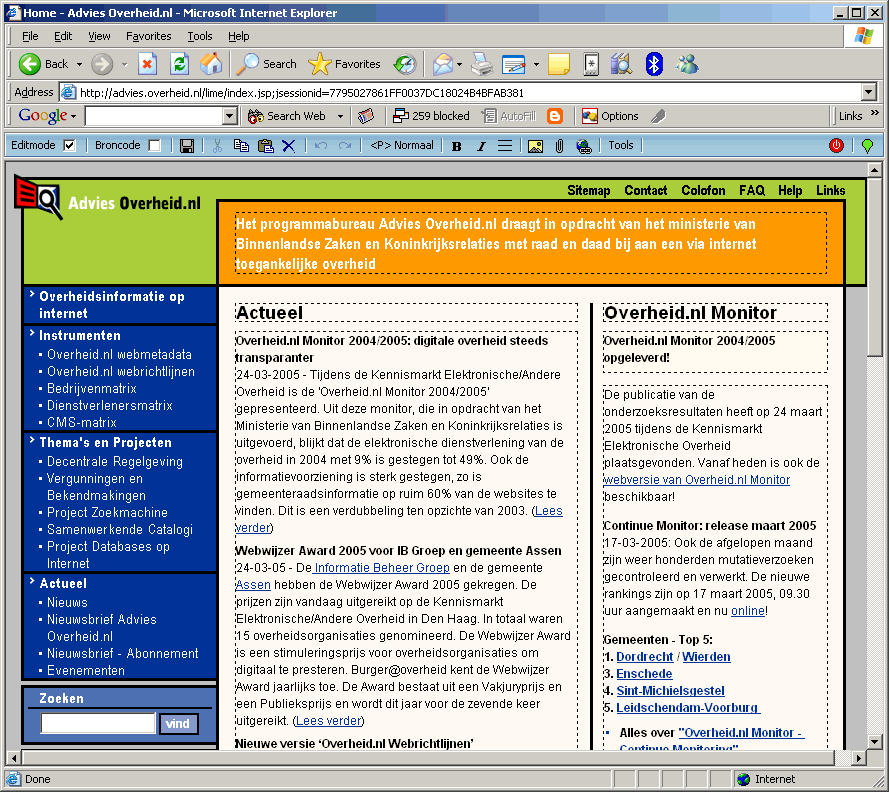 Home - Advies Overheid.nl - Microsoft Internet Explorer
File Edit View Favorites Tools Help
Back Search Favorites
Address http://advies.overheid.nl/lime/index.jsp;jsessionid=7795027861FF0037DC18024B4BFAB381
Google Search Web 259 blocked AutoFill Options Links »
Editmode Broncode <P> Normaal B I Tools
Sitemap Contact Colofon FAQ Help Links
Advies Overheid.nl
Het programmabureau Advies Overheid.nl draagt in opdracht van het ministerie van
Binnenlandse Zaken en Koninkrijksrelaties met raad en daad bij aan een via internet
toegankelijke overheid
Overheidsinformatie op
internet
Instrumenten
• Overheid.nl webmetadata
• Overheid.nl webrichtlijnen
• Bedrijvenmatrix
• Dienstverlenersmatrix
• CMS-matrix
Thema's en Projecten
• Decentrale Regelgeving
• Vergunningen en
Bekendmakingen
• Project Zoekmachine
• Samenwerkende Catalogi
• Project Databases op
Internet
Actueel
• Nieuws
• Nieuwsbrief Advies
Overheid.nl
• Nieuwsbrief - Abonnement
• Evenementen
Zoeken
vind
Actueel
Overheid.nl Monitor 2004/2005: digitale overheid steeds
transparanter
24-03-2005 - Tijdens de Kennismarkt Elektronische/Andere
Overheid is de 'Overheid.nl Monitor 2004/2005'
gepresenteerd. Uit deze monitor, die in opdracht van het
Ministerie van Binnenlandse Zaken en Koninkrijksrelaties is
uitgevoerd, blijkt dat de elektronische dienstverlening van de
overheid in 2004 met 9% is gestegen tot 49%. Ook de
informatievoorziening is sterk gestegen, zo is
gemeenteraadsinformatie op ruim 60% van de websites te
vinden. Dit is een verdubbeling ten opzichte van 2003. (Lees
verder)
Webwijzer Award 2005 voor IB Groep en gemeente Assen
24-03-05 - De Informatie Beheer Groep en de gemeente
Assen hebben de Webwijzer Award 2005 gekregen. De
prijzen zijn vandaag uitgereikt op de Kennismarkt
Elektronische/Andere Overheid in Den Haag. In totaal waren
15 overheidsorganisaties genomineerd. De Webwijzer Award
is een stimuleringsprijs voor overheidsorganisaties om
digitaal te presteren. Burger@overheid kent de Webwijzer
Award jaarlijks toe. De Award bestaat uit een Vakjuryprijs en
een Publieksprijs en wordt dit jaar voor de zevende keer
uitgereikt. (Lees verder)
Nieuwe versie ‘Overheid.nl Webrichtlijnen’
Overheid.nl Monitor
Overheid.nl Monitor 2004/2005
opgeleverd!
De publicatie van de
onderzoeksresultaten heeft op 24 maart
2005 tijdens de Kennismarkt
Elektronische Overheid
plaatsgevonden. Vanaf heden is ook de
webversie van Overheid.nl Monitor
beschikbaar!
Continue Monitor: release maart 2005
17-03-2005: Ook de afgelopen maand
zijn weer honderden mutatieverzoeken
gecontroleerd en verwerkt. De nieuwe
rankings zijn op 17 maart 2005, 09.30
uur aangemaakt en nu online!
Gemeenten - Top 5:
1. Dordrecht / Wierden
3. Enschede
4. Sint-Michielsgestel
5. Leidschendam-Voorburg
Alles over "Overheid.nl Monitor -
Continue Monitoring"
Done Internet